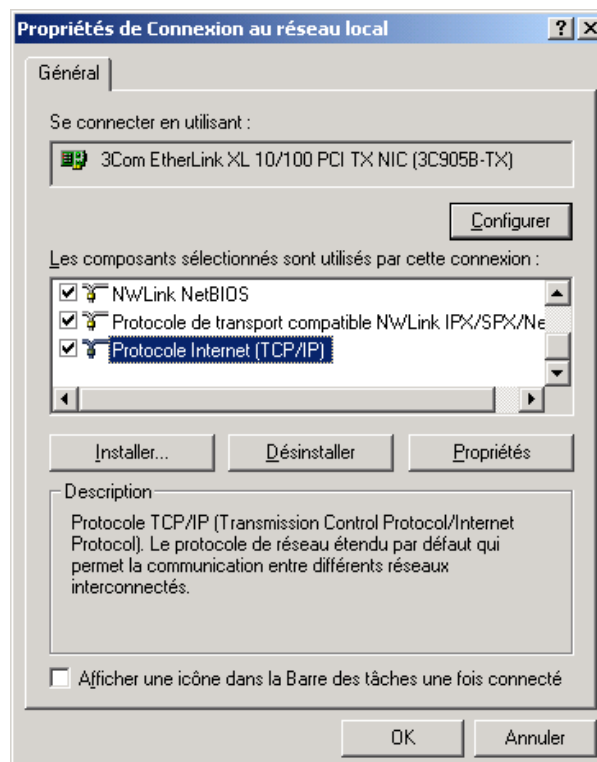 Propriétés de Connexion au réseau local
Général
Se connecter en utilisant :
3Com EtherLink XL 10/100 PCI TX NIC (3C905B-TX)
Configurer
Les composants sélectionnés sont utilisés par cette connexion :
NWLink NetBIOS
Protocole de transport compatible NWLink IPX/SPX/Ne
Protocole Internet (TCP/IP)
Installer... Désinstaller Propriétés
Description
Protocole TCP/IP (Transmission Control Protocol/Internet
Protocol). Le protocole de réseau étendu par défaut qui
permet la communication entre différents réseaux
interconnectés.
Afficher une icône dans la Barre des tâches une fois connecté
OK Annuler